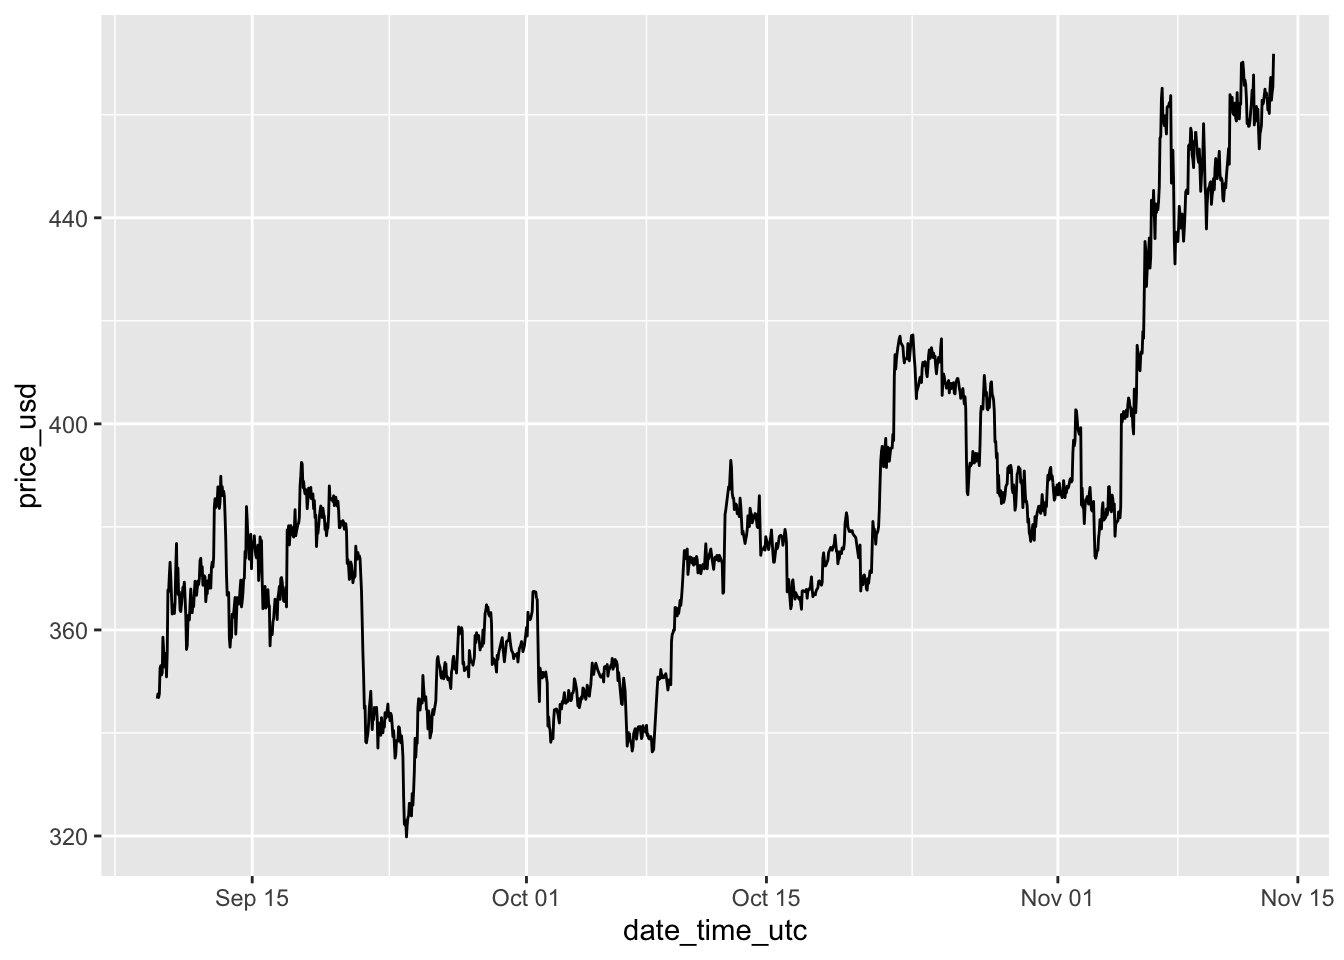 price_usd
440
400
360
320
Sep 15
Oct 01
Oct 15
Nov 01
Nov 15
date_time_utc